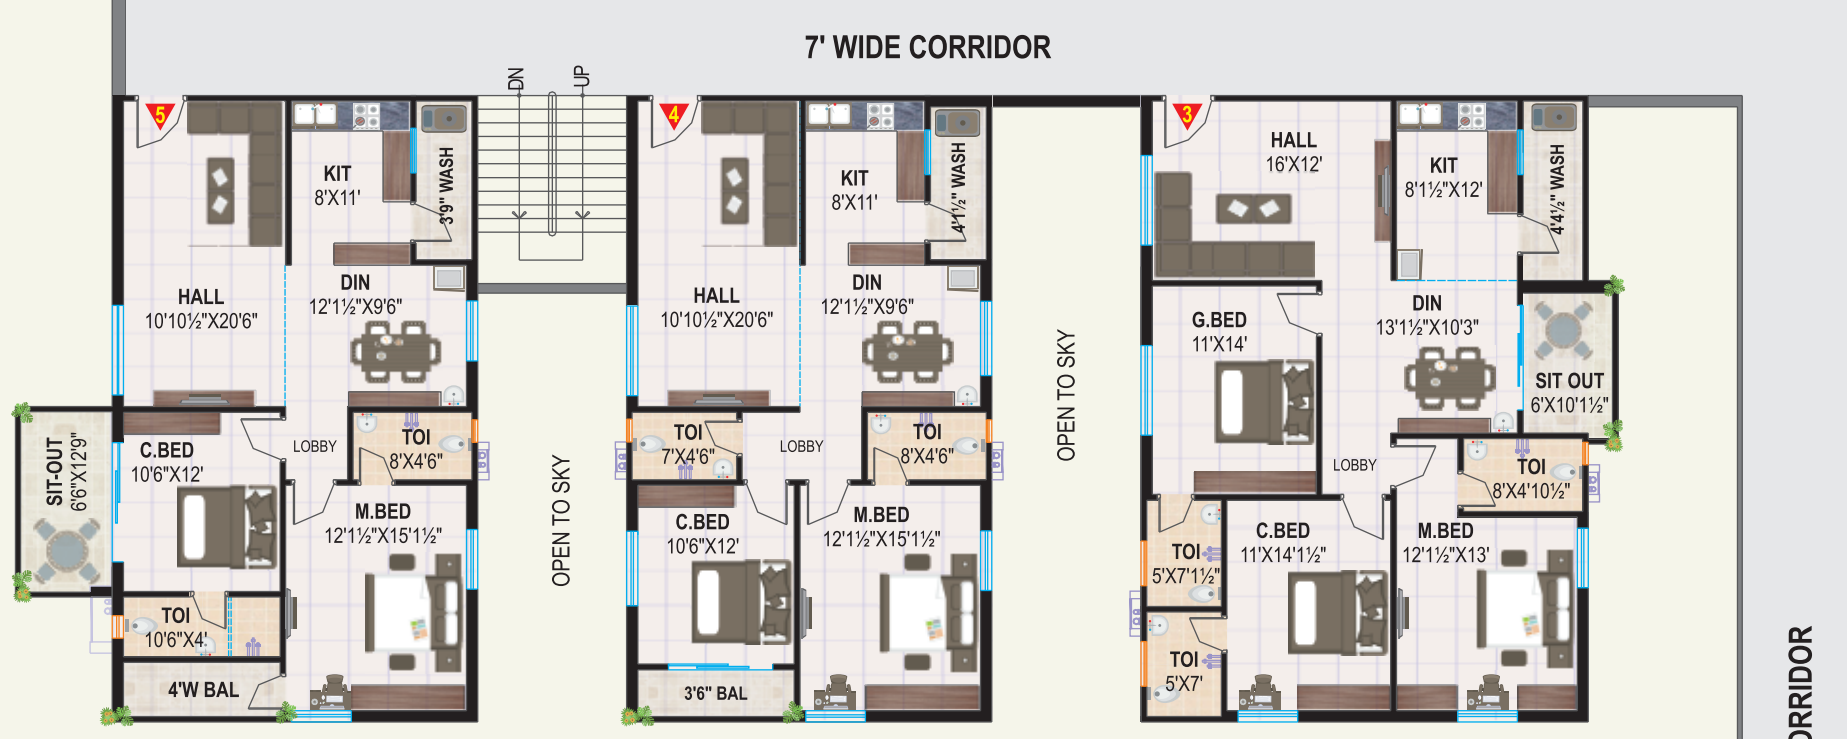 7' WIDE CORRIDOR
DN
UP
5
KIT
8'X11'
3'9" WASH
HALL
10'10½"X20'6"
DIN
12'1½"X9'6"
SIT-OUT
6'6"X12'9"
C.BED
10'6"X12'
LOBBY
TOI
8'X4'6"
M.BED
12'1½"X15'1½"
TOI
10'6"X4'
4'W BAL
OPEN TO SKY
4
KIT
8'X11'
4'1½" WASH
HALL
10'10½"X20'6"
DIN
12'1½"X9'6"
TOI
7'X4'6"
LOBBY
TOI
8'X4'6"
C.BED
10'6"X12'
M.BED
12'1½"X15'1½"
3'6" BAL
OPEN TO SKY
3
HALL
16'X12'
KIT
8'1½"X12'
4'4½" WASH
G.BED
11'X14'
DIN
13'1½"X10'3"
SIT OUT
6'X10'1½"
LOBBY
TOI
8'X4'10½"
TOI
5'X7'1½"
C.BED
11'X14'1½"
M.BED
12'1½"X13'
TOI
5'X7'
ORRIDOR